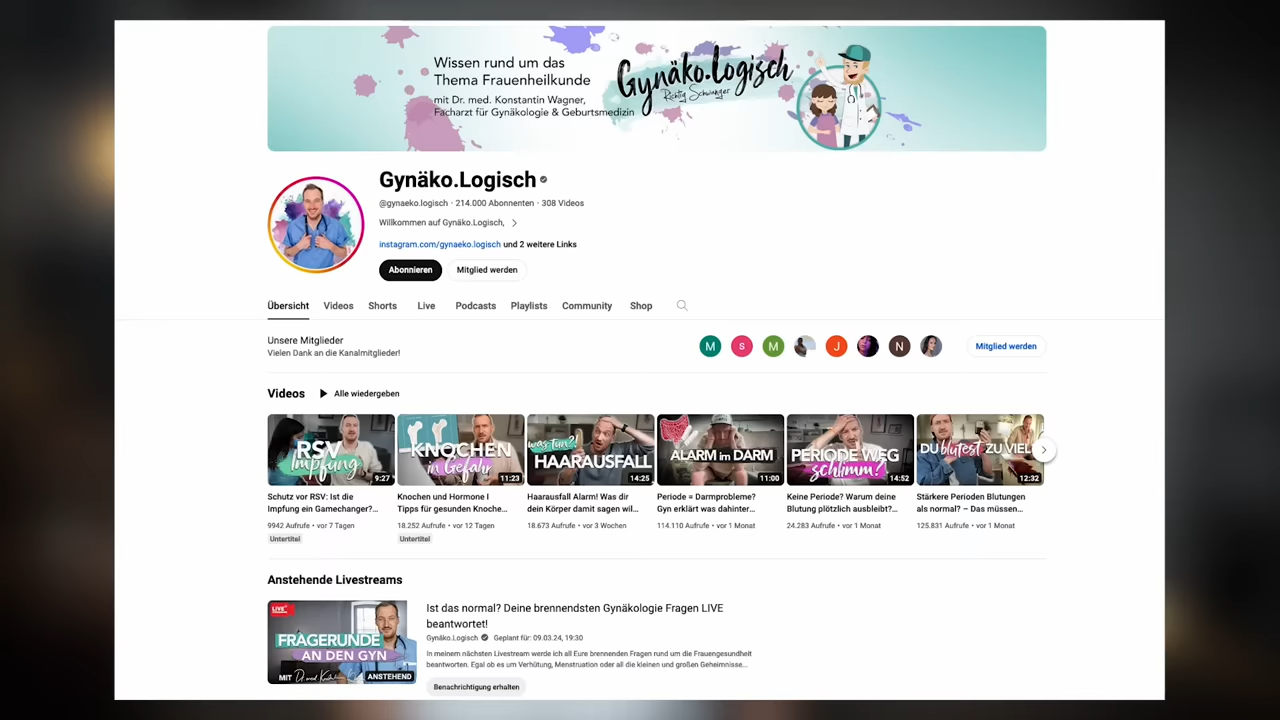 Wissen rund um das
Thema Frauenheilkunde
mit Dr. med. Konstantin Wagner,
Facharzt für Gynäkologie & Geburtsmedizin
Gynäko.Logisch
Richtig Schwanger
Gynäko.Logisch
@gynaeko.logisch · 214.000 Abonnenten · 308 Videos
Willkommen auf Gynäko.Logisch,
instagram.com/gynaeko.logisch und 2 weitere Links
Abonnieren Mitglied werden
Übersicht Videos Shorts Live Podcasts Playlists Community Shop
Unsere Mitglieder
Vielen Dank an die Kanalmitglieder!
M S M J N
Mitglied werden
Videos Alle wiedergeben
RSV
Impfung
9:27
KNOCHEN
in Gefahr
11:23
was tun?!
HAARAUSFALL
14:25
ALARM im DARM
11:00
PERIODE WEG
schlimm?
14:52
DU blutest ZU VIEL
12:32
Schutz vor RSV: Ist die
Impfung ein Gamechanger?...
9942 Aufrufe · vor 7 Tagen
Untertitel
Knochen und Hormone I
Tipps für gesunden Knoche...
18.252 Aufrufe · vor 12 Tagen
Untertitel
Haarausfall Alarm! Was dir
dein Körper damit sagen wil...
18.673 Aufrufe · vor 3 Wochen
Periode = Darmprobleme?
Gyn erklärt was dahinter...
114.110 Aufrufe · vor 1 Monat
Keine Periode? Warum deine
Blutung plötzlich ausbleibt?...
24.283 Aufrufe · vor 1 Monat
Stärkere Perioden Blutungen
als normal? – Das müssen...
125.831 Aufrufe · vor 1 Monat
Anstehende Livestreams
LIVE
FRAGERUNDE
AN DEN GYN
MIT Dr. med.
ANSTEHEND
Ist das normal? Deine brennendsten Gynäkologie Fragen LIVE
beantwortet!
Gynäko.Logisch Geplant für: 09.03.24, 19:30
In meinem nächsten Livestream werde ich all Eure brennenden Fragen rund um die Frauengesundheit
beantworten. Egal ob es um Verhütung, Menstruation oder all die kleinen und großen Geheimnisse...
Benachrichtigung erhalten